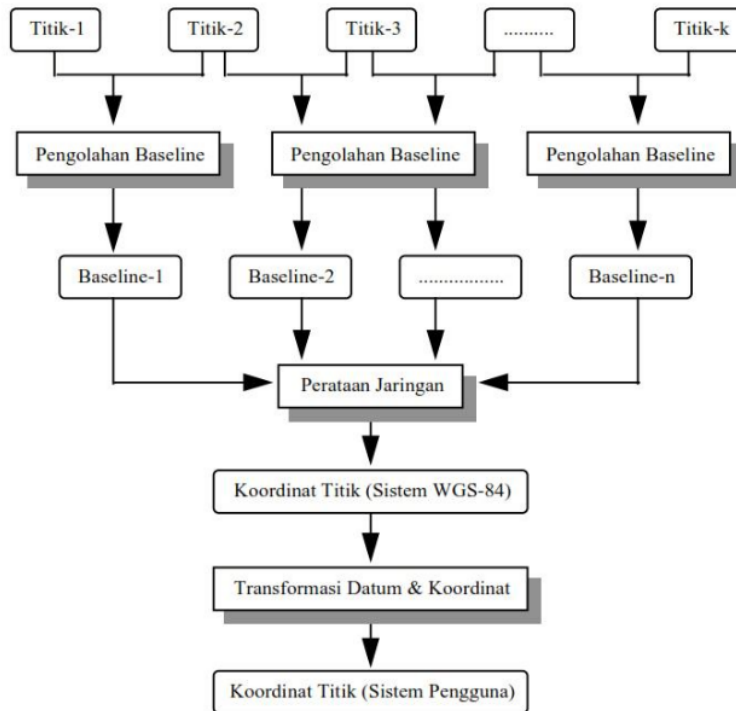 Titik-1
Titik-2
Titik-3
..........
Titik-k
Pengolahan Baseline
Pengolahan Baseline
Pengolahan Baseline
Baseline-1
Baseline-2
.................
Baseline-n
Perataan Jaringan
Koordinat Titik (Sistem WGS-84)
Transformasi Datum & Koordinat
Koordinat Titik (Sistem Pengguna)